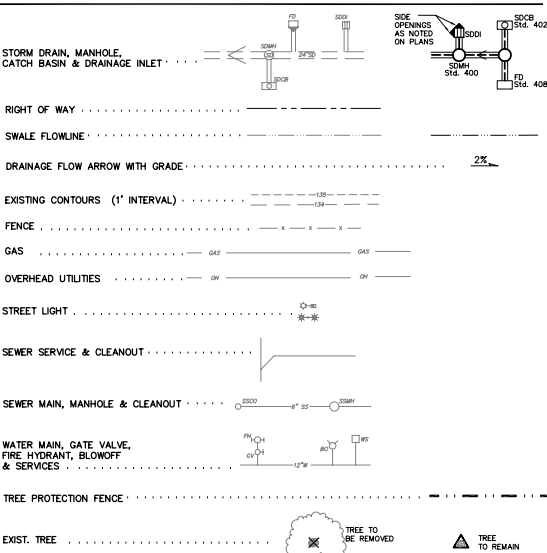 FD
SDDI
SIDE
OPENINGS
AS NOTED
ON PLANS
SDDI
SDCB
Std. 402
STORM DRAIN, MANHOLE,
CATCH BASIN & DRAINAGE INLET
SDMH
SD
24"SD
SDCB
SDMH
Std. 400
FD
Std. 408
RIGHT OF WAY
SWALE FLOWLINE
DRAINAGE FLOW ARROW WITH GRADE
2%
EXISTING CONTOURS (1' INTERVAL)
135
134
FENCE
x x x x
GAS
GAS GAS
OVERHEAD UTILITIES
OH OH
STREET LIGHT
SEWER SERVICE & CLEANOUT
SEWER MAIN, MANHOLE & CLEANOUT
SSCO 6" SS SSMH
WATER MAIN, GATE VALVE,
FIRE HYDRANT, BLOWOFF
& SERVICES
FH
GV
12"W
BO
WS
TREE PROTECTION FENCE
EXIST. TREE
TREE TO
BE REMOVED
TREE
TO REMAIN